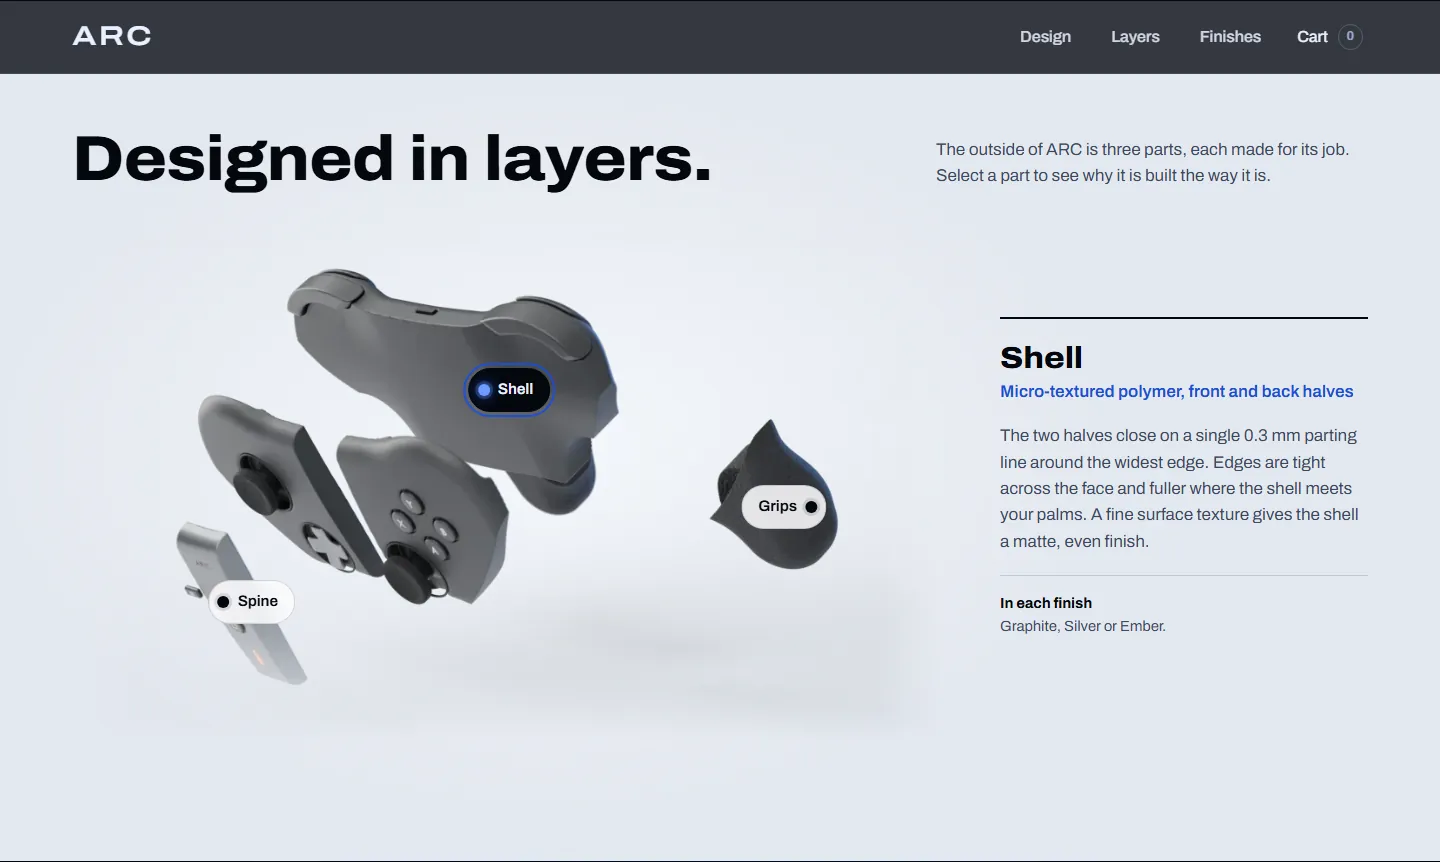 ARC
Design
Layers
Finishes
Cart 0
Designed in layers.
The outside of ARC is three parts, each made for its job.
Select a part to see why it is built the way it is.
Shell
Grips
Spine
ARC
Y
X
B
A
Shell
Micro-textured polymer, front and back halves
The two halves close on a single 0.3 mm parting
line around the widest edge. Edges are tight
across the face and fuller where the shell meets
your palms. A fine surface texture gives the shell
a matte, even finish.
In each finish
Graphite, Silver or Ember.